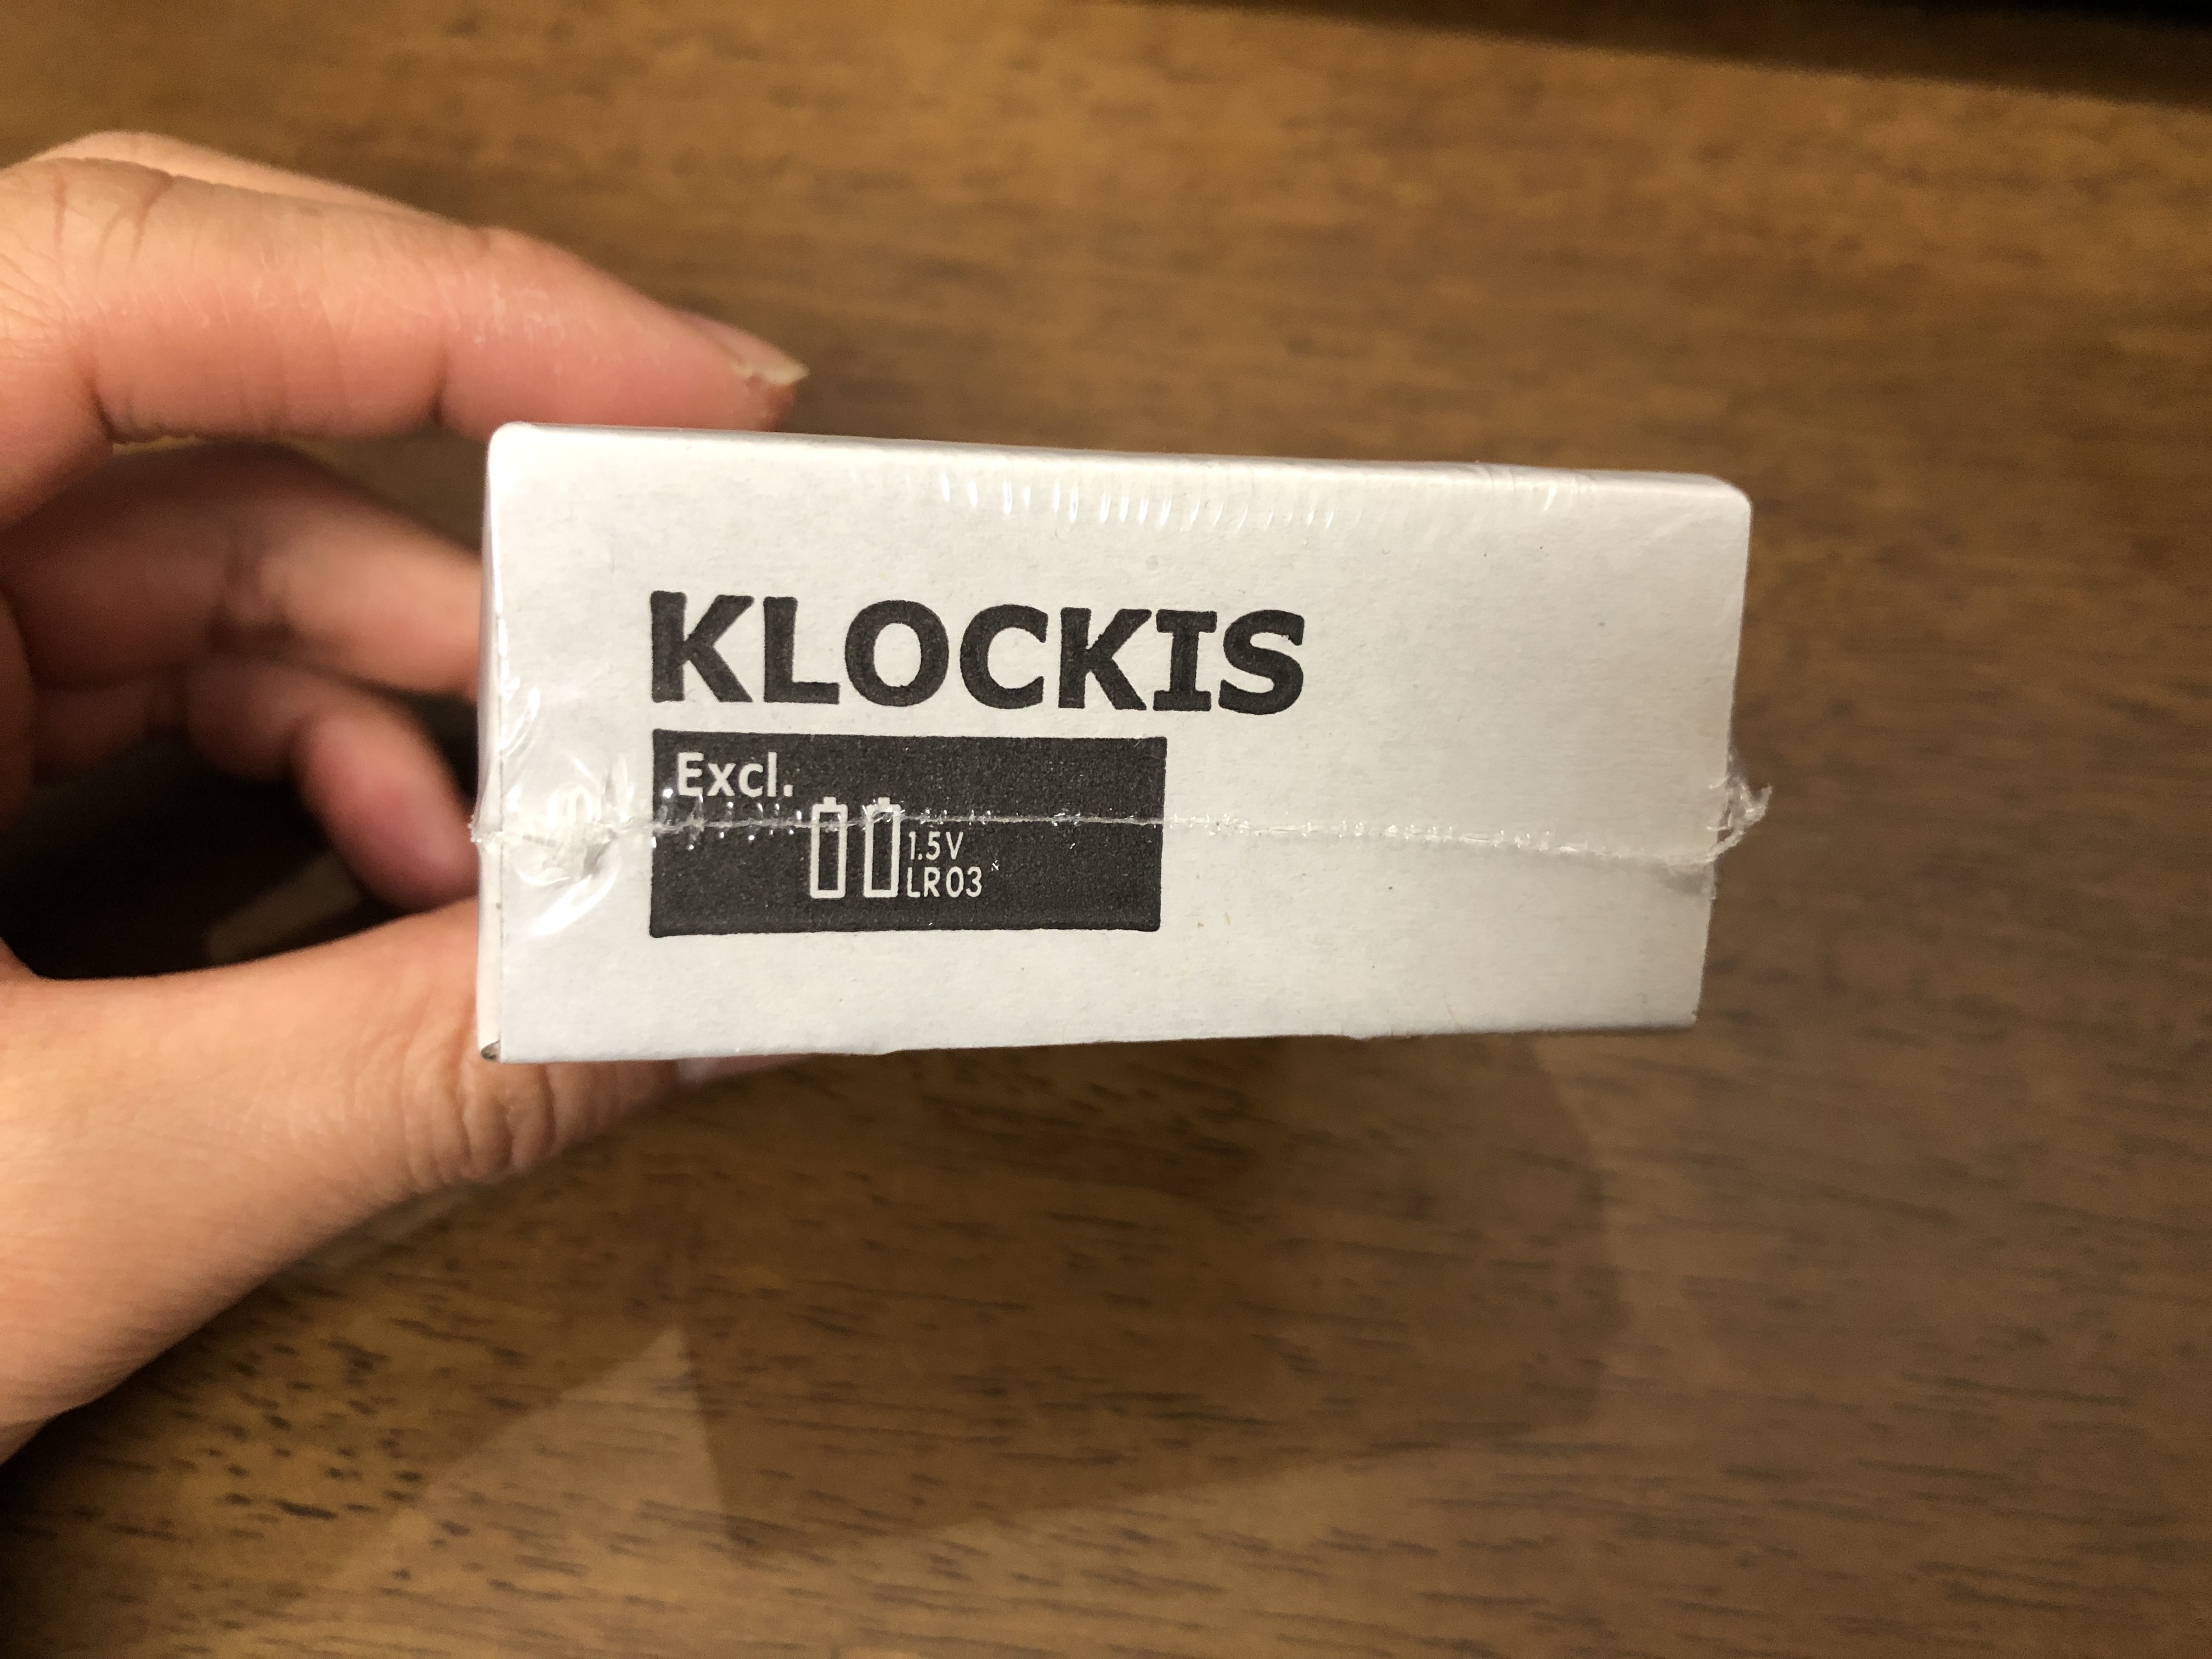 KLOCKIS
Excl.
1.5V
LR03